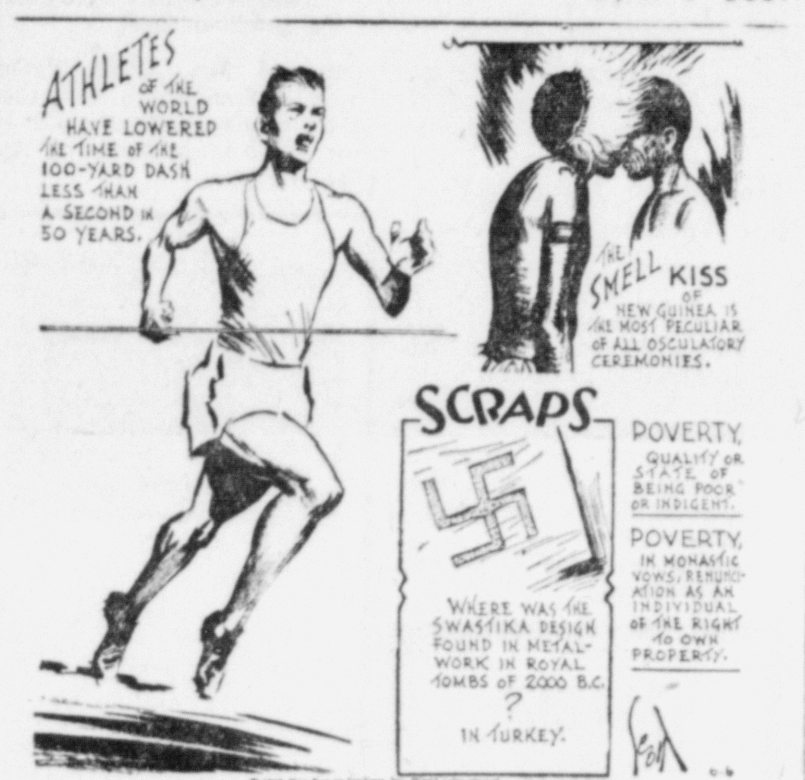 ATHLETES
OF THE
WORLD
HAVE LOWERED
THE TIME OF THE
100-YARD DASH
LESS THAN
A SECOND IN
50 YEARS.
THE
SMELL KISS
OF
NEW GUINEA IS
THE MOST PECULIAR
OF ALL OSCULATORY
CEREMONIES.
SCRAPS
WHERE WAS THE
SWASTIKA DESIGN
FOUND IN METAL-
WORK IN ROYAL
TOMBS OF 2000 B.C.
?
IN TURKEY.
POVERTY,
QUALITY OR
STATE OF
BEING POOR
OR INDIGENT.
POVERTY,
IN MONASTIC
VOWS, RENUNCI-
ATION AS AN
INDIVIDUAL
OF THE RIGHT
TO OWN
PROPERTY.